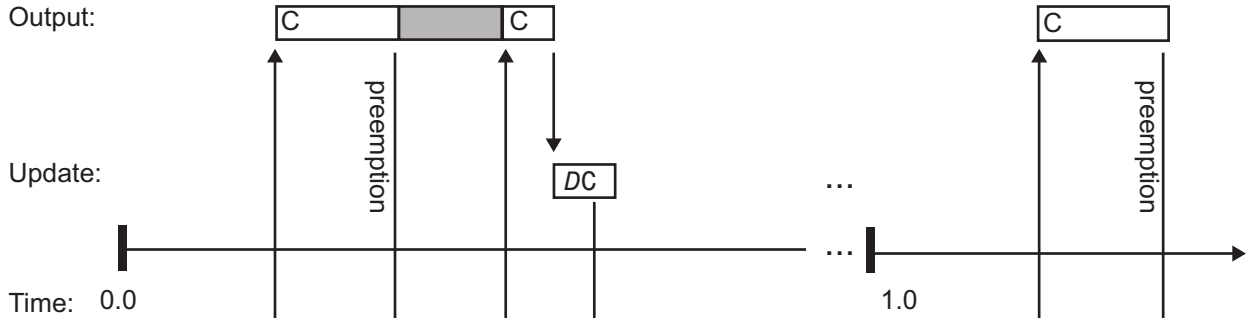 Output:
C
C
C
preemption
preemption
Update:
DC
...
...
Time:
0.0
1.0